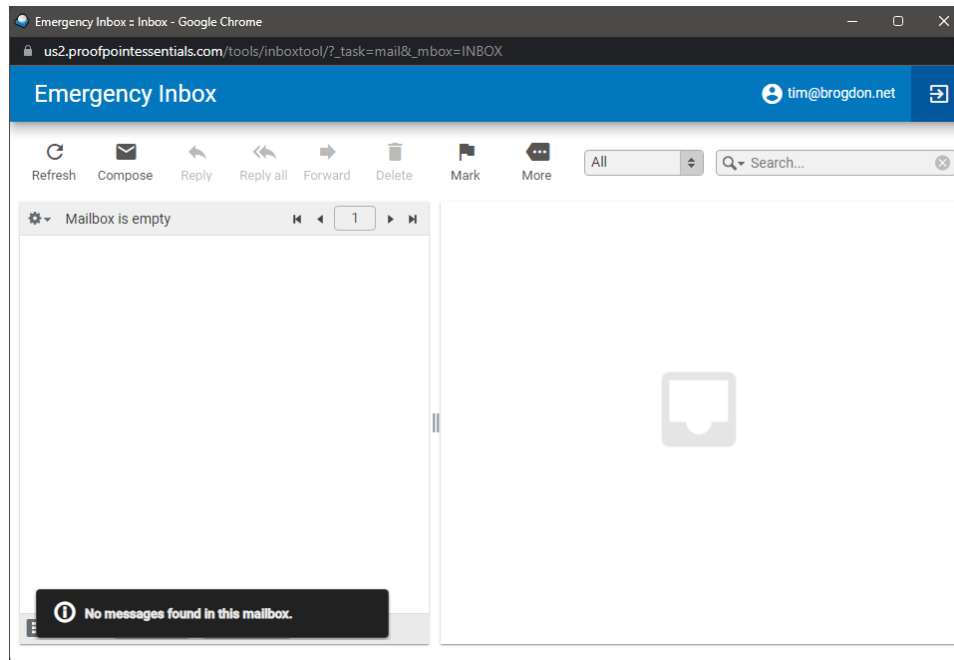 Emergency Inbox :: Inbox - Google Chrome
us2.proofpointessentials.com/tools/inboxtool/?_task=mail&_mbox=INBOX
Emergency Inbox
tim@brogdon.net
Refresh Compose Reply Reply all Forward Delete Mark More All Search...
Mailbox is empty 1
No messages found in this mailbox.